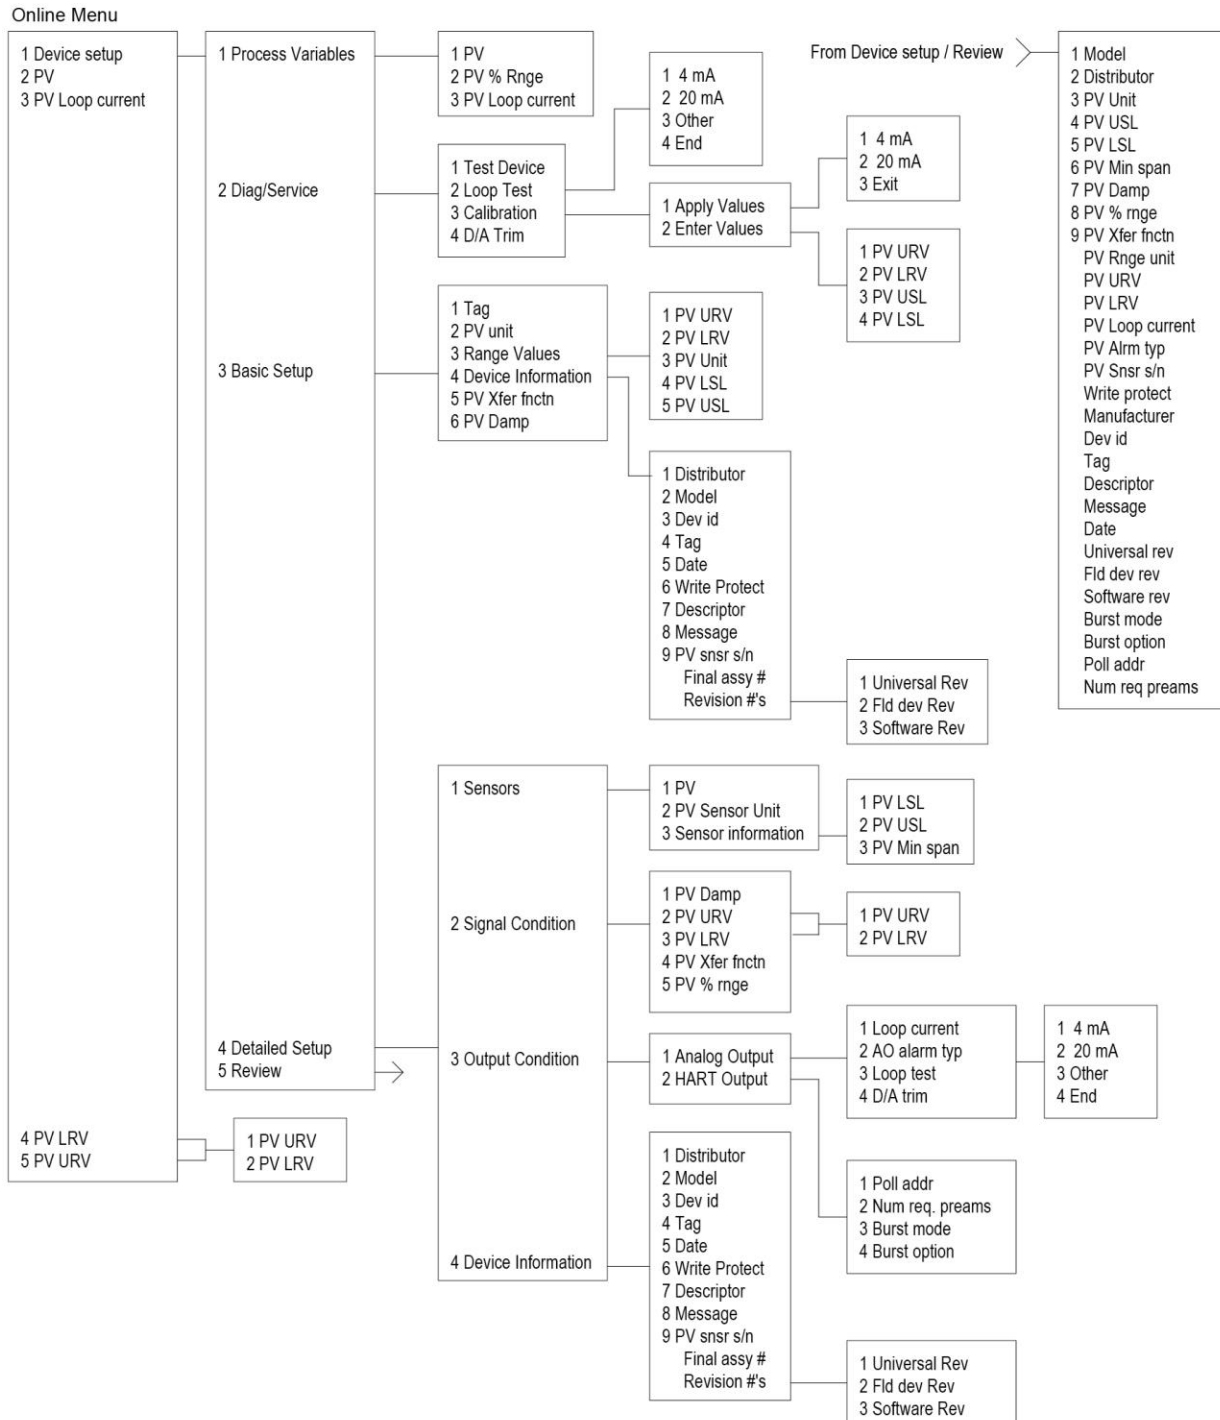 Online Menu
1 Device setup
2 PV
3 PV Loop current
4 PV LRV
5 PV URV
1 PV URV
2 PV LRV
1 Process Variables
2 Diag/Service
3 Basic Setup
4 Detailed Setup
5 Review
1 PV
2 PV % Rnge
3 PV Loop current
1 Test Device
2 Loop Test
3 Calibration
4 D/A Trim
1 4 mA
2 20 mA
3 Other
4 End
1 Apply Values
2 Enter Values
1 4 mA
2 20 mA
3 Exit
1 PV URV
2 PV LRV
3 PV USL
4 PV LSL
1 Tag
2 PV unit
3 Range Values
4 Device Information
5 PV Xfer fnctn
6 PV Damp
1 PV URV
2 PV LRV
3 PV Unit
4 PV LSL
5 PV USL
1 Distributor
2 Model
3 Dev id
4 Tag
5 Date
6 Write Protect
7 Descriptor
8 Message
9 PV snsr s/n
Final assy #
Revision #'s
1 Universal Rev
2 Fld dev Rev
3 Software Rev
1 Sensors
2 Signal Condition
3 Output Condition
4 Device Information
1 PV
2 PV Sensor Unit
3 Sensor information
1 PV LSL
2 PV USL
3 PV Min span
1 PV Damp
2 PV URV
3 PV LRV
4 PV Xfer fnctn
5 PV % rnge
1 PV URV
2 PV LRV
1 Analog Output
2 HART Output
1 Loop current
2 AO alarm typ
3 Loop test
4 D/A trim
1 4 mA
2 20 mA
3 Other
4 End
1 Poll addr
2 Num req. preams
3 Burst mode
4 Burst option
1 Distributor
2 Model
3 Dev id
4 Tag
5 Date
6 Write Protect
7 Descriptor
8 Message
9 PV snsr s/n
Final assy #
Revision #'s
1 Universal Rev
2 Fld dev Rev
3 Software Rev
From Device setup / Review
1 Model
2 Distributor
3 PV Unit
4 PV USL
5 PV LSL
6 PV Min span
7 PV Damp
8 PV % rnge
9 PV Xfer fnctn
PV Rnge unit
PV URV
PV LRV
PV Loop current
PV Alrm typ
PV Snsr s/n
Write protect
Manufacturer
Dev id
Tag
Descriptor
Message
Date
Universal rev
Fld dev rev
Software rev
Burst mode
Burst option
Poll addr
Num req preams